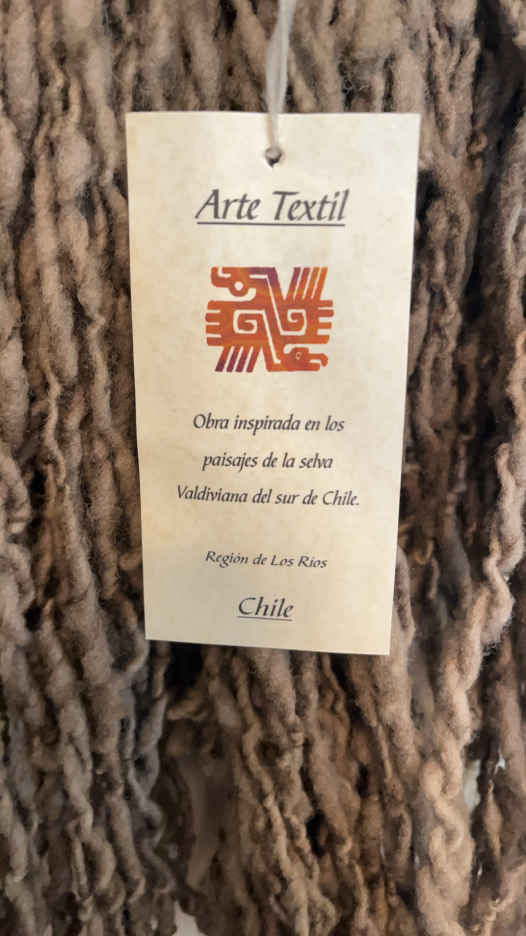 Arte Textil
Obra inspirada en los
paisajes de la selva
Valdiviana del sur de Chile.
Región de Los Ríos
Chile